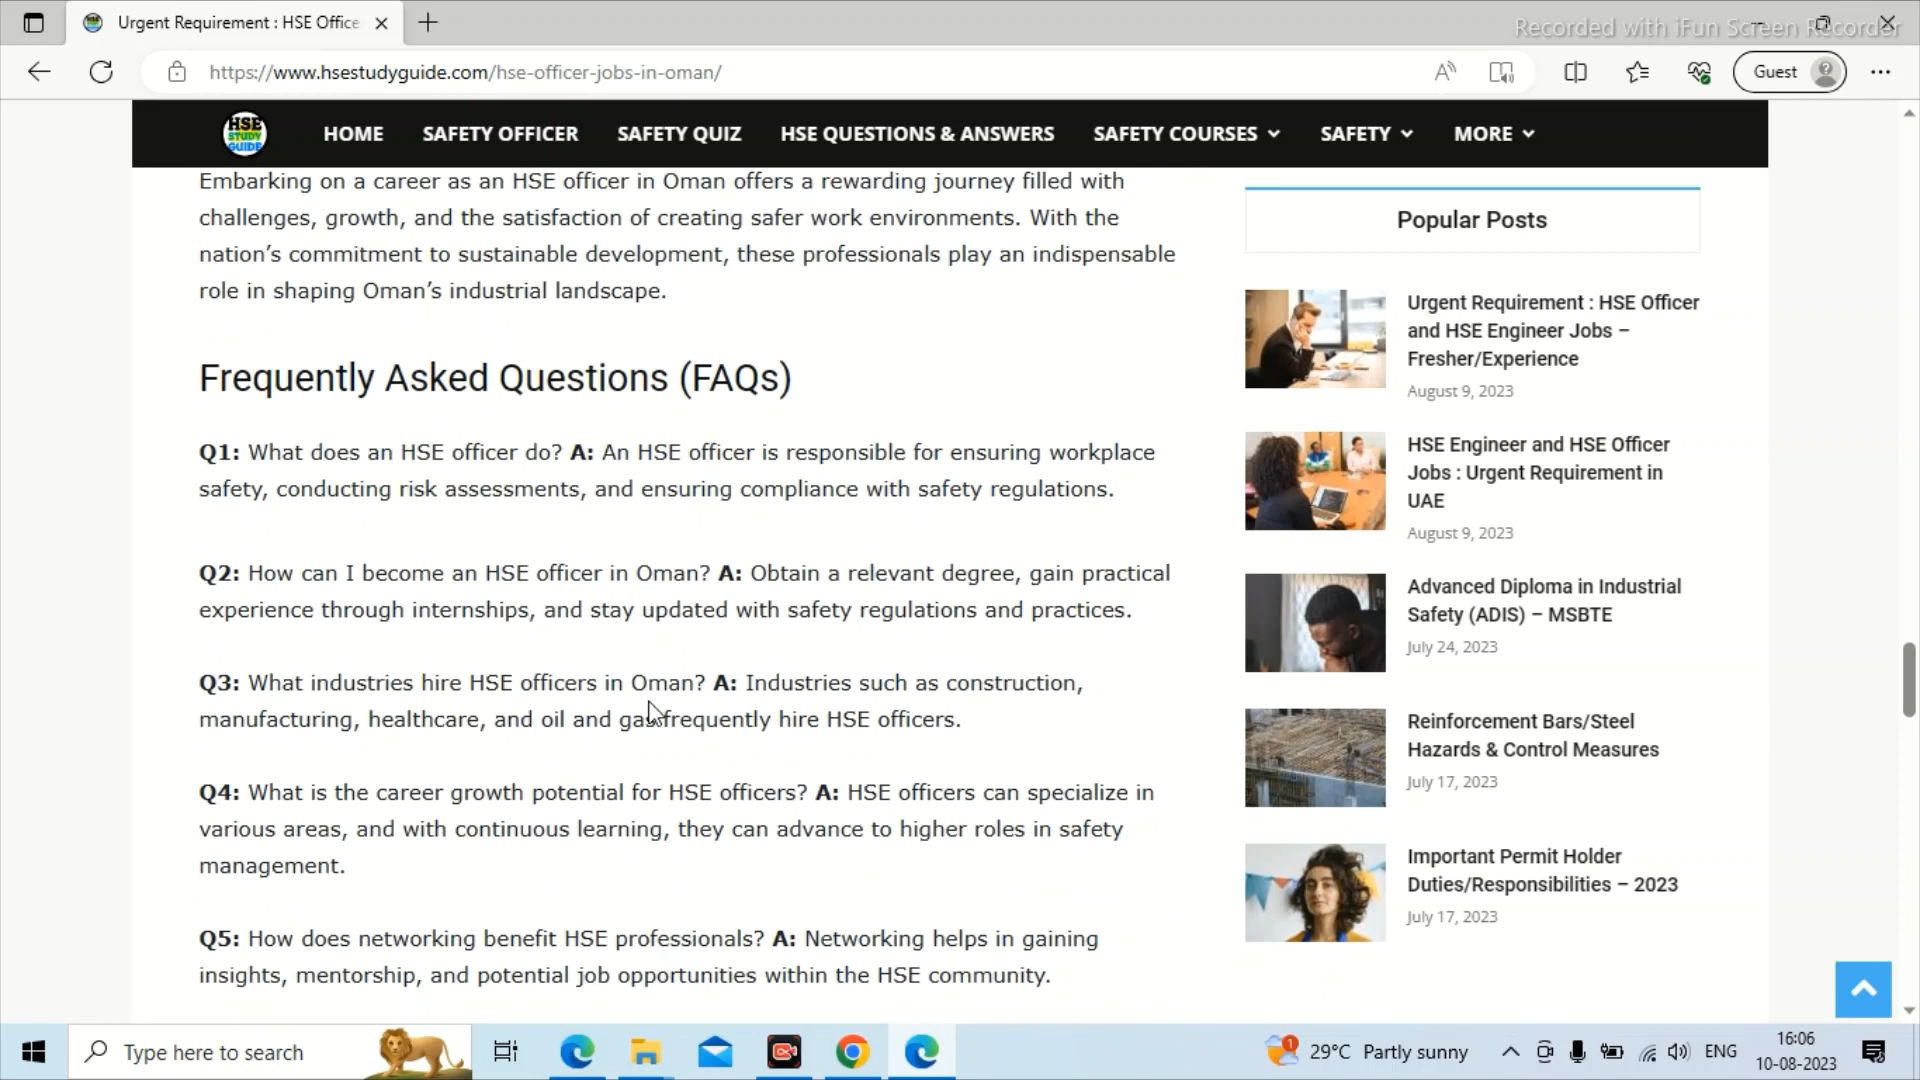 Urgent Requirement : HSE Office
Recorded with iFun Screen Recorder
https://www.hsestudyguide.com/hse-officer-jobs-in-oman/
Guest
HSE
STUDY
GUIDE
HOME SAFETY OFFICER SAFETY QUIZ HSE QUESTIONS & ANSWERS SAFETY COURSES SAFETY MORE
Embarking on a career as an HSE officer in Oman offers a rewarding journey filled with
challenges, growth, and the satisfaction of creating safer work environments. With the
nation’s commitment to sustainable development, these professionals play an indispensable
role in shaping Oman’s industrial landscape.
Frequently Asked Questions (FAQs)
Q1: What does an HSE officer do? A: An HSE officer is responsible for ensuring workplace
safety, conducting risk assessments, and ensuring compliance with safety regulations.
Q2: How can I become an HSE officer in Oman? A: Obtain a relevant degree, gain practical
experience through internships, and stay updated with safety regulations and practices.
Q3: What industries hire HSE officers in Oman? A: Industries such as construction,
manufacturing, healthcare, and oil and gas frequently hire HSE officers.
Q4: What is the career growth potential for HSE officers? A: HSE officers can specialize in
various areas, and with continuous learning, they can advance to higher roles in safety
management.
Q5: How does networking benefit HSE professionals? A: Networking helps in gaining
insights, mentorship, and potential job opportunities within the HSE community.
Popular Posts
Urgent Requirement : HSE Officer
and HSE Engineer Jobs –
Fresher/Experience
August 9, 2023
HSE Engineer and HSE Officer
Jobs : Urgent Requirement in
UAE
August 9, 2023
Advanced Diploma in Industrial
Safety (ADIS) – MSBTE
July 24, 2023
Reinforcement Bars/Steel
Hazards & Control Measures
July 17, 2023
Important Permit Holder
Duties/Responsibilities – 2023
July 17, 2023
Type here to search
1
29°C Partly sunny
ENG
16:06
10-08-2023